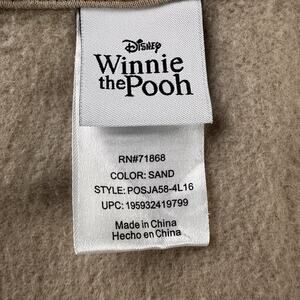 Disney
Winnie
the Pooh
RN#71868
COLOR: SAND
STYLE: POSJA58-4L16
UPC: 195932419799
Made in China
Hecho en China